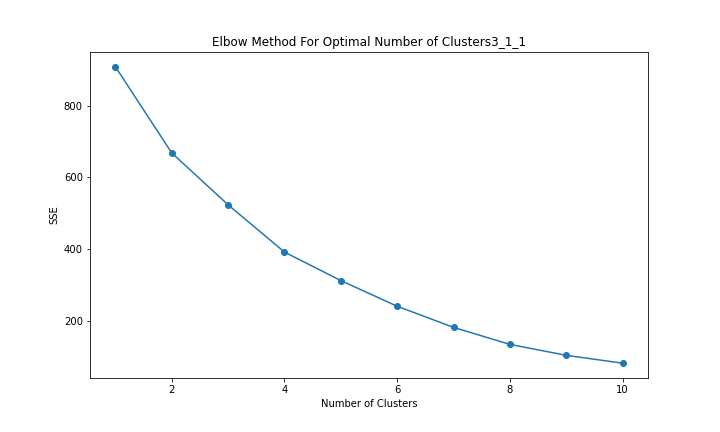 Elbow Method For Optimal Number of Clusters3_1_1
800
600
400
200
SSE
2 4 6 8 10
Number of Clusters